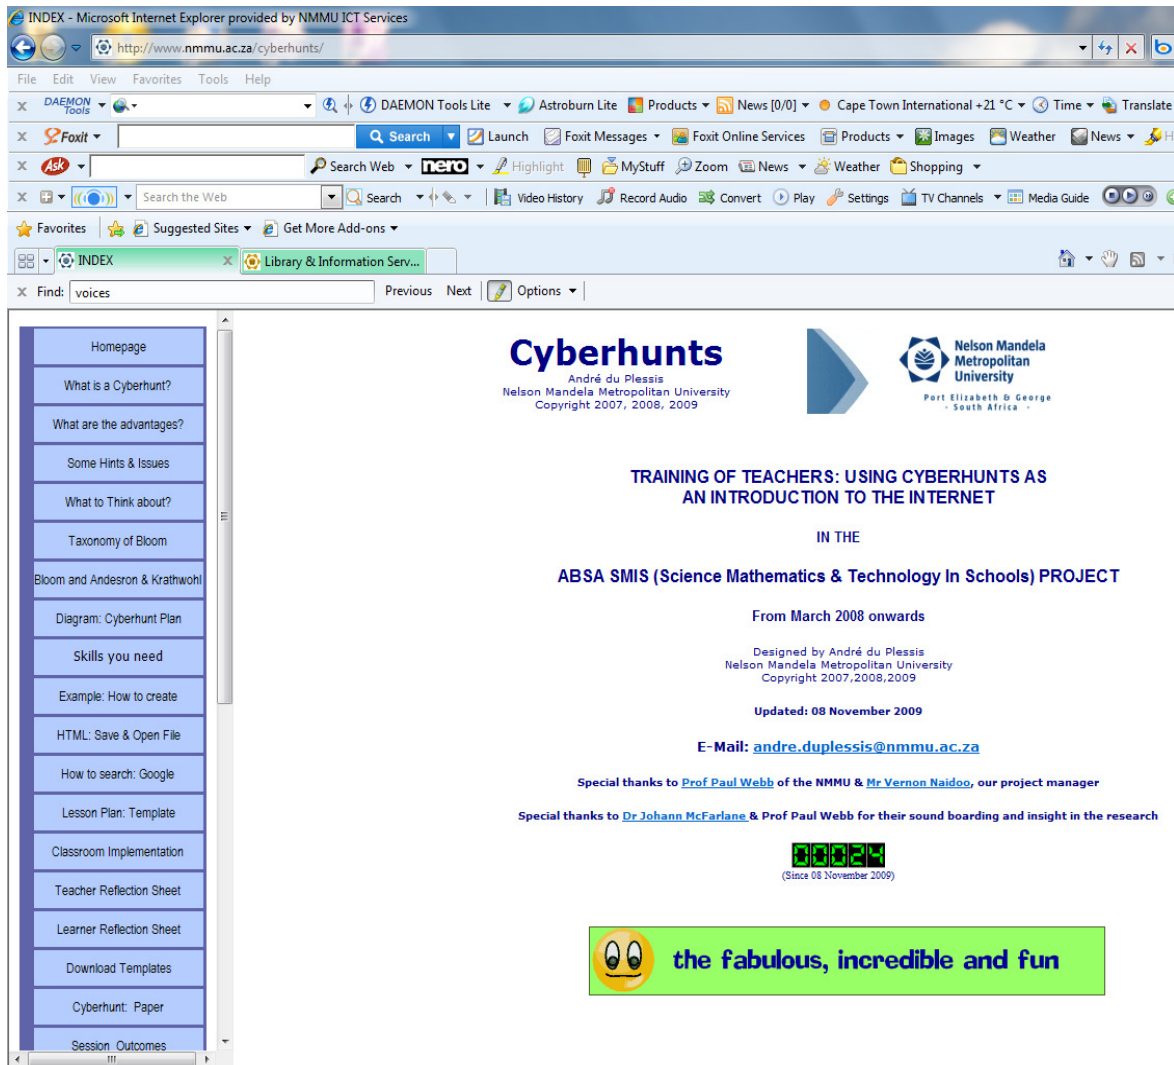 INDEX - Microsoft Internet Explorer provided by NMMU ICT Services
http://www.nmmu.ac.za/cyberhunts/
File Edit View Favorites Tools Help
x DAEMON Tools DAEMON Tools Lite Astroburn Lite Products News [0/0] Cape Town International +21 °C Time Translate
x Foxit Search Launch Foxit Messages Foxit Online Services Products Images Weather News
x Ask Search Web nero Highlight MyStuff Zoom News Weather Shopping
x Search the Web Search Video History Record Audio Convert Play Settings TV Channels Media Guide
Favorites Suggested Sites Get More Add-ons
INDEX x Library & Information Serv...
x Find: voices Previous Next Options
Homepage
What is a Cyberhunt?
What are the advantages?
Some Hints & Issues
What to Think about?
Taxonomy of Bloom
Bloom and Andesron & Krathwohl
Diagram: Cyberhunt Plan
Skills you need
Example: How to create
HTML: Save & Open File
How to search: Google
Lesson Plan: Template
Classroom Implementation
Teacher Reflection Sheet
Learner Reflection Sheet
Download Templates
Cyberhunt: Paper
Session Outcomes
Cyberhunts
André du Plessis
Nelson Mandela Metropolitan University
Copyright 2007, 2008, 2009
Nelson Mandela
Metropolitan
University
Port Elizabeth & George
- South Africa -
TRAINING OF TEACHERS: USING CYBERHUNTS AS
AN INTRODUCTION TO THE INTERNET
IN THE
ABSA SMIS (Science Mathematics & Technology In Schools) PROJECT
From March 2008 onwards
Designed by André du Plessis
Nelson Mandela Metropolitan University
Copyright 2007,2008,2009
Updated: 08 November 2009
E-Mail: andre.duplessis@nmmu.ac.za
Special thanks to Prof Paul Webb of the NMMU & Mr Vernon Naidoo, our project manager
Special thanks to Dr Johann McFarlane & Prof Paul Webb for their sound boarding and insight in the research
00024
(Since 08 November 2009)
the fabulous, incredible and fun